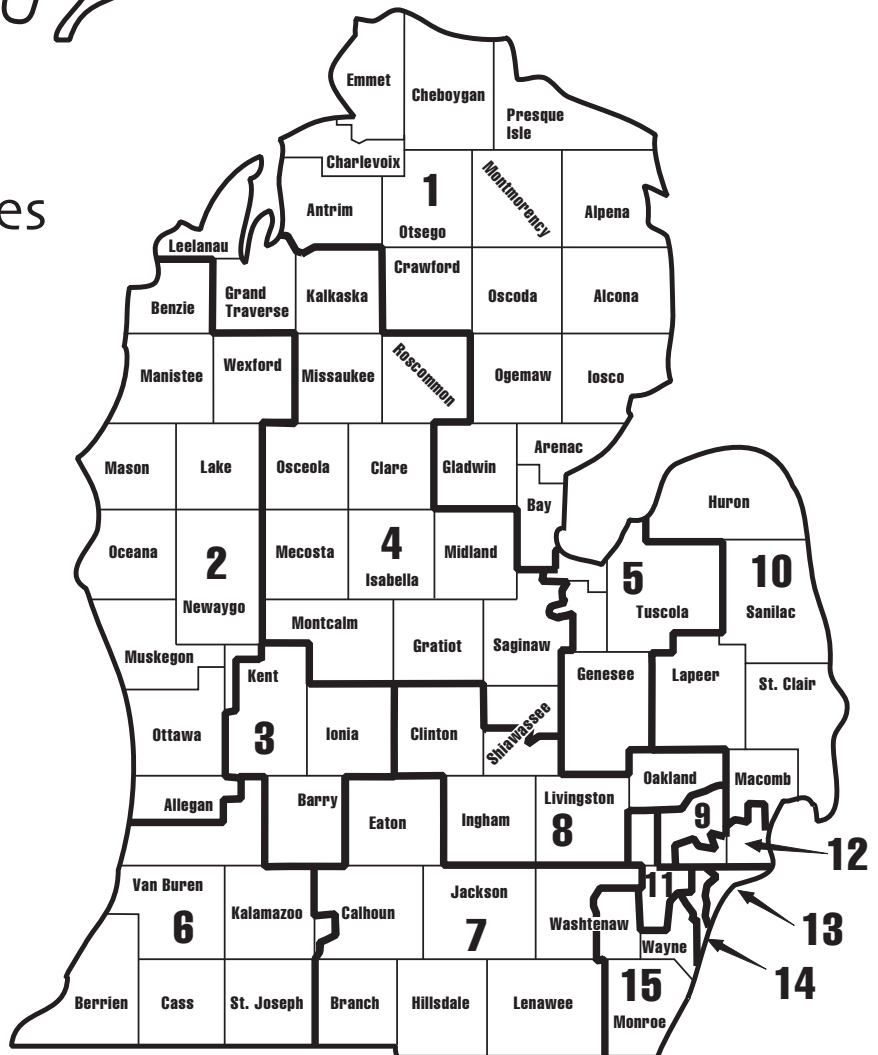 es
Emmet
Cheboygan
Presque
Isle
Charlevoix
1
Montmorency
Antrim
Otsego
Alpena
Leelanau
Crawford
Benzie
Grand
Traverse
Kalkaska
Oscoda
Alcona
Manistee
Wexford
Missaukee
Roscommon
Ogemaw
Iosco
Mason
Lake
Osceola
Clare
Gladwin
Arenac
Bay
Huron
Oceana
2
Newaygo
Mecosta
4
Isabella
Midland
5
Tuscola
10
Sanilac
Montcalm
Muskegon
Gratiot
Saginaw
Kent
Genesee
Lapeer
St. Clair
Ottawa
3
Ionia
Clinton
Shiawassee
Oakland
Macomb
Allegan
Barry
Eaton
Ingham
Livingston
8
9
12
Van Buren
6
Kalamazoo
Calhoun
Jackson
7
Washtenaw
11
Wayne
13
14
Berrien
Cass
St. Joseph
Branch
Hillsdale
Lenawee
15
Monroe